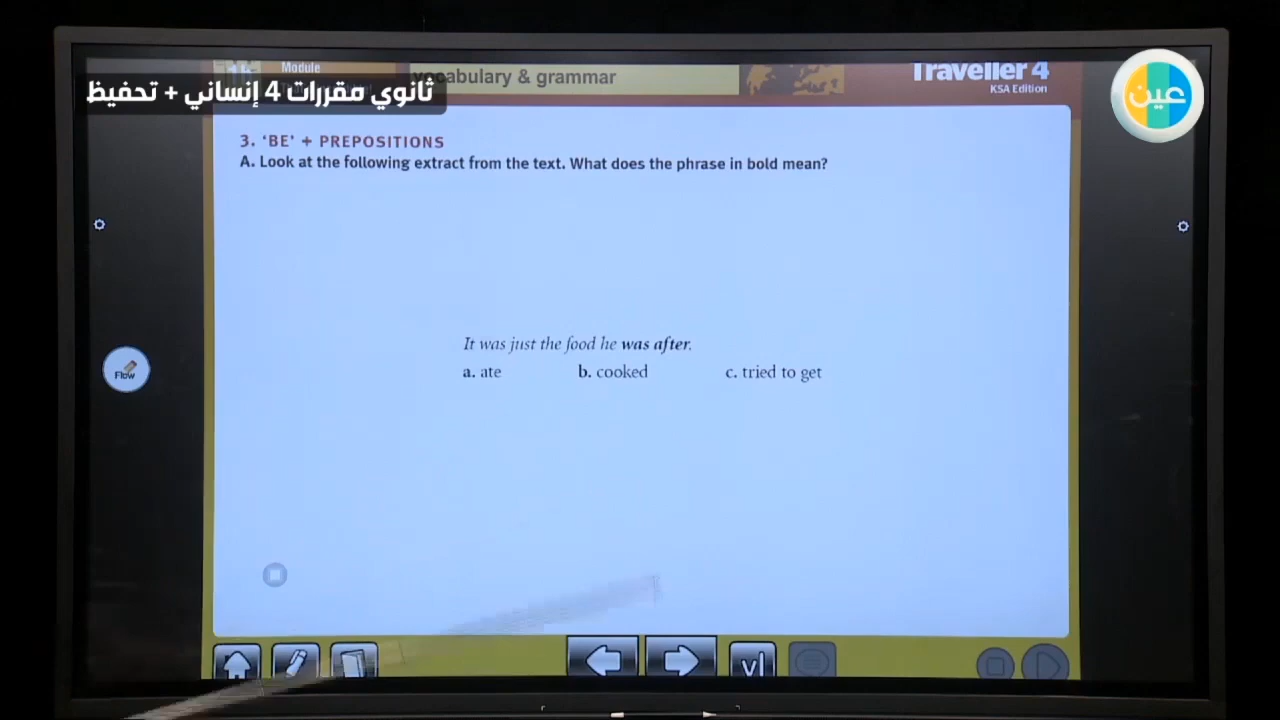 Module
vocabulary & grammar
Traveller 4
KSA Edition
ثانوي مقررات 4 إنساني + تحفيظ
عين
3. ‘BE’ + PREPOSITIONS
A. Look at the following extract from the text. What does the phrase in bold mean?
It was just the food he was after.
a. ate b. cooked c. tried to get
Flow